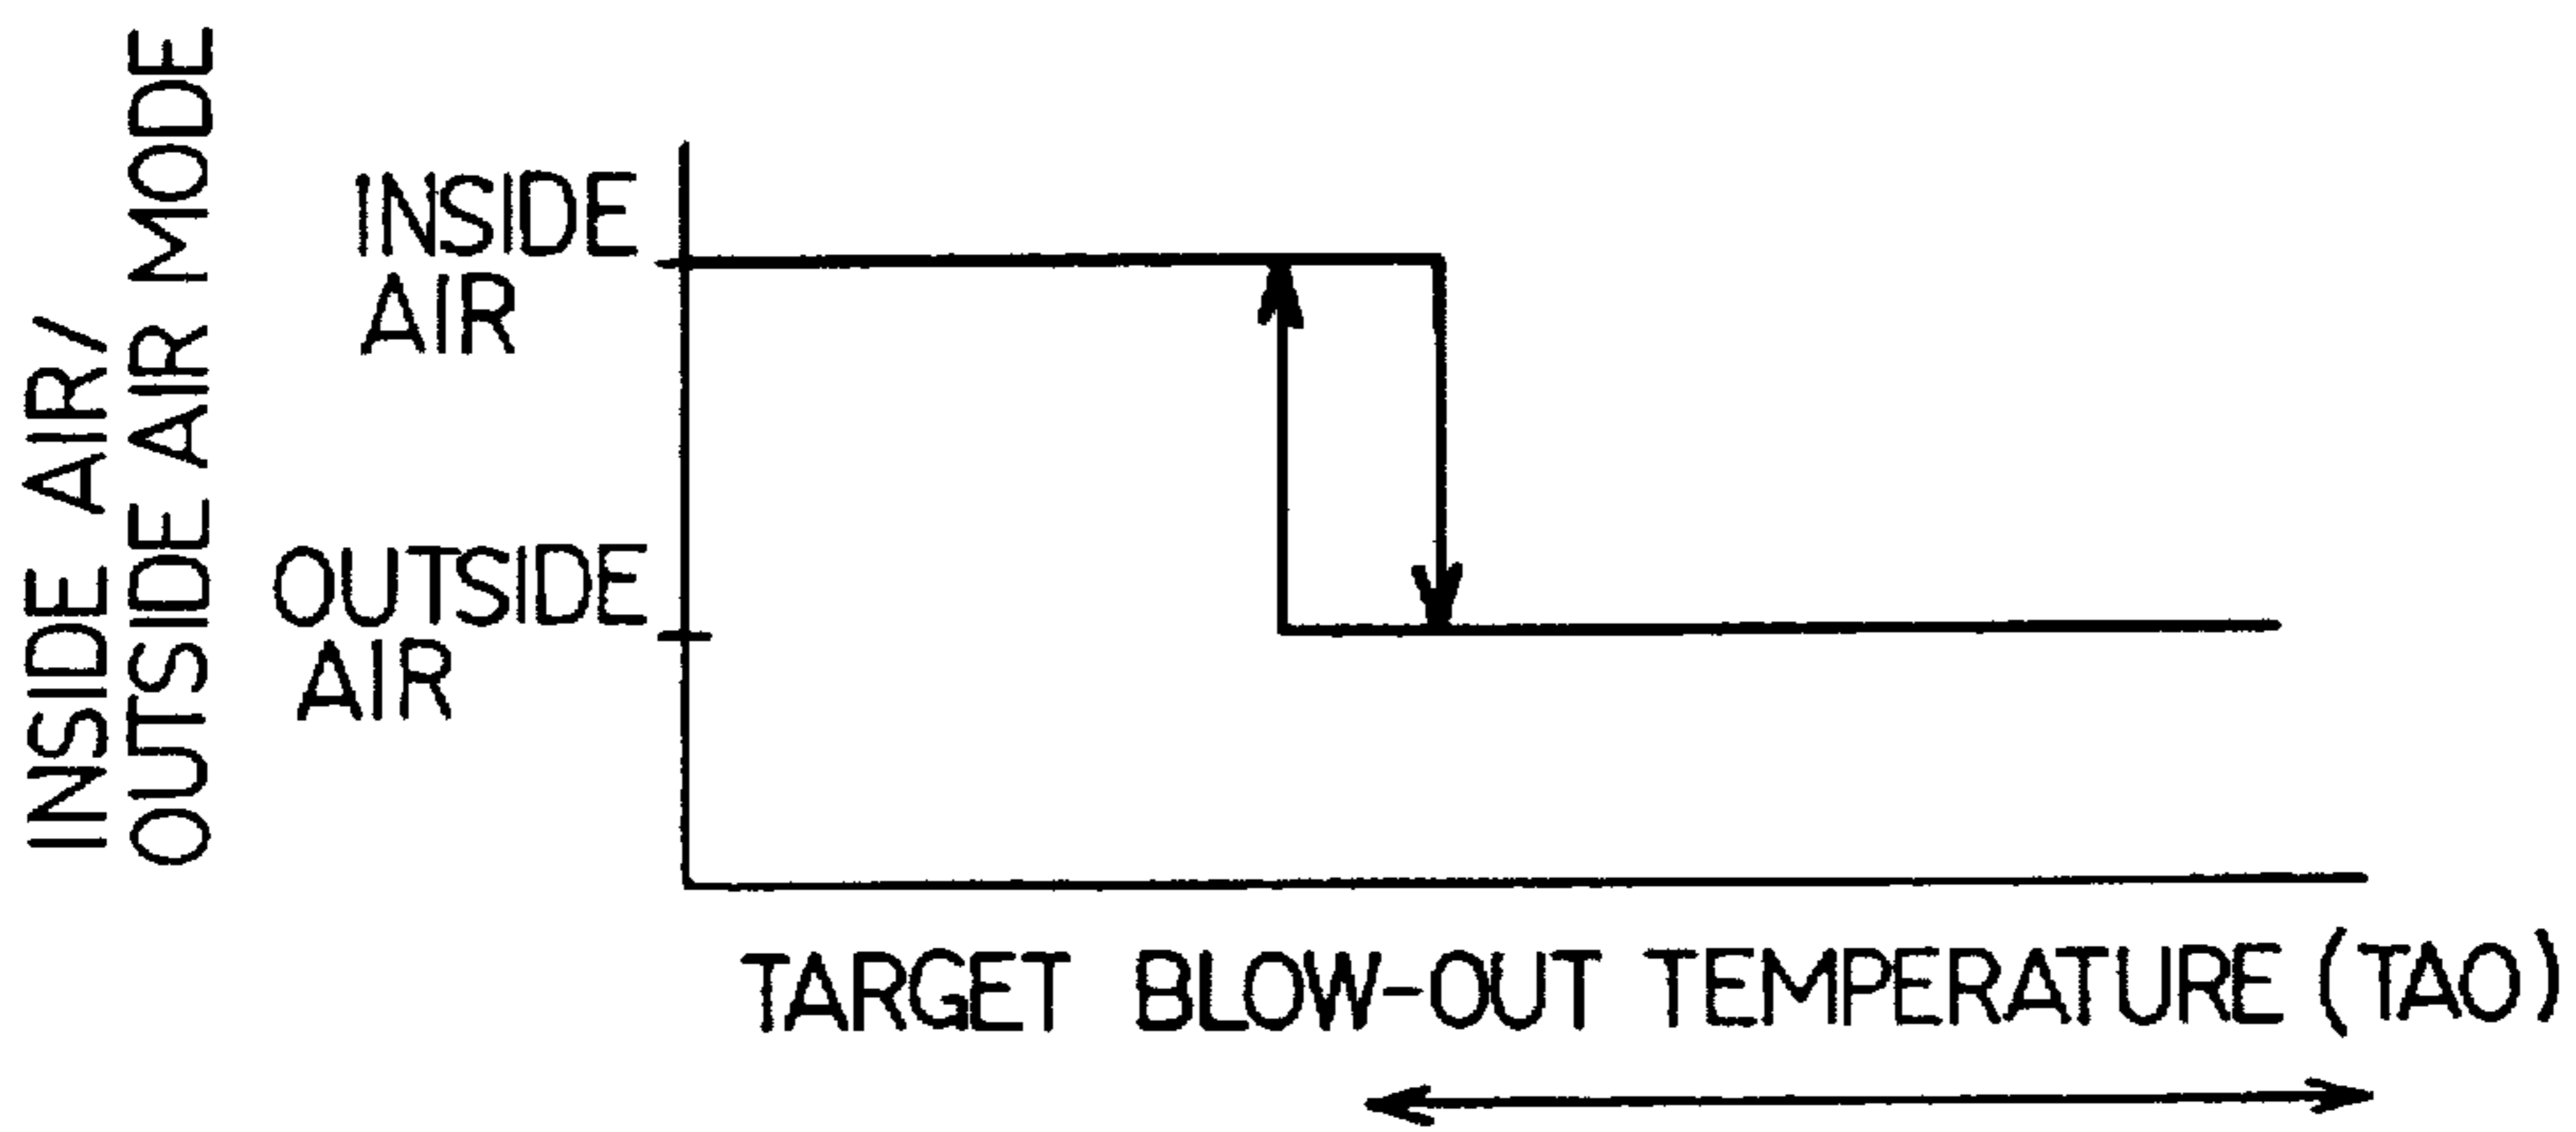 INSIDE AIR/
OUTSIDE AIR MODE
INSIDE
AIR
OUTSIDE
AIR
TARGET BLOW-OUT TEMPERATURE (TAO)